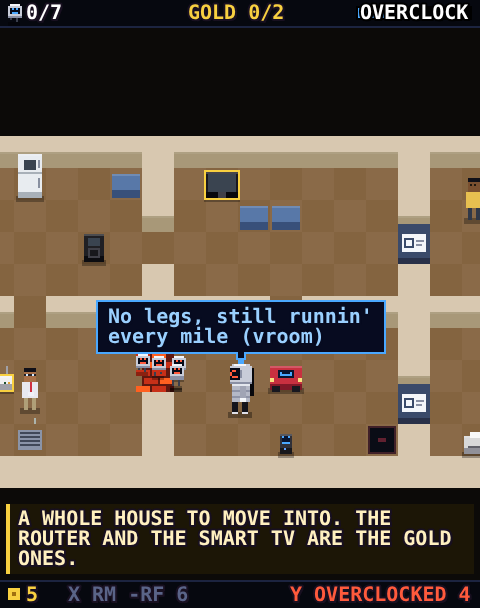 0/7 GOLD 0/2 OVERCLOCK
No legs, still runnin'
every mile (vroom)
A WHOLE HOUSE TO MOVE INTO. THE
ROUTER AND THE SMART TV ARE THE GOLD
ONES.
5 X RM -RF 6 Y OVERCLOCKED 4